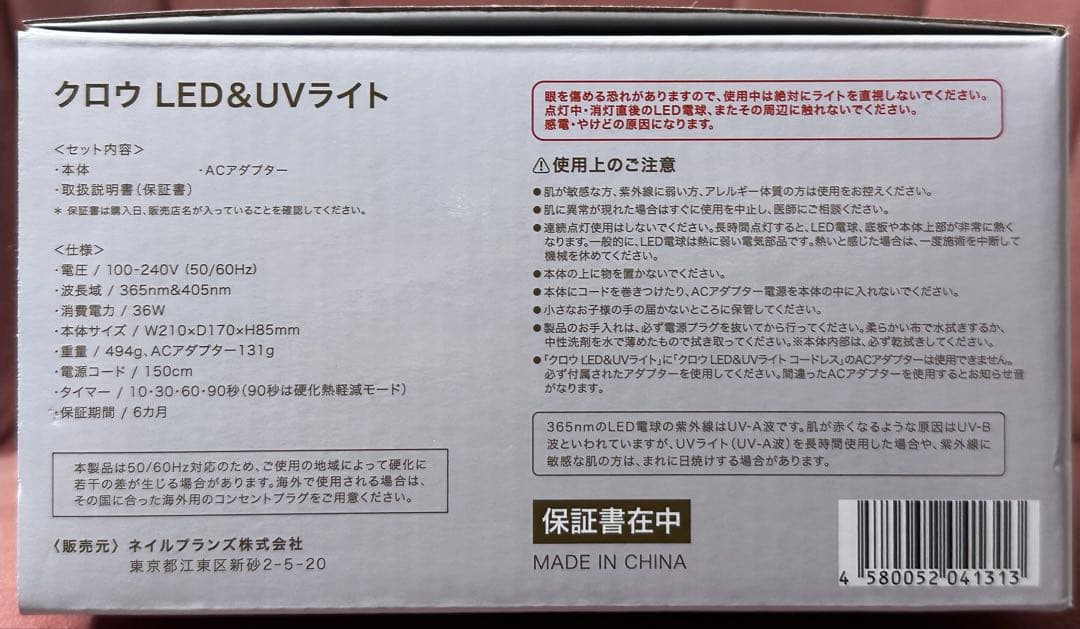 クロウ LED&UVライト
＜セット内容＞
・本体 ・ACアダプター
・取扱説明書（保証書）
＊ 保証書は購入日、販売店名が入っていることを確認してください。
＜仕様＞
・電圧 / 100-240V (50/60Hz)
・波長域 / 365nm&405nm
・消費電力 / 36W
・本体サイズ / W210×D170×H85mm
・重量 / 494g、ACアダプター131g
・電源コード / 150cm
・タイマー / 10・30・60・90秒（90秒は硬化熱軽減モード）
・保証期間 / 6カ月
本製品は50/60Hz対応のため、ご使用の地域によって硬化に
若干の差が生じる場合があります。海外で使用される場合は、
その国に合った海外用のコンセントプラグをご用意ください。
〈販売元〉ネイルプランズ株式会社
東京都江東区新砂2-5-20
眼を傷める恐れがありますので、使用中は絶対にライトを直視しないでください。
点灯中・消灯直後のLED電球、またその周辺に触れないでください。
感電・やけどの原因になります。
⚠使用上のご注意
●肌が敏感な方、紫外線に弱い方、アレルギー体質の方は使用をお控えください。
●肌に異常が現れた場合はすぐに使用を中止し、医師にご相談ください。
●連続点灯使用はしないでください。長時間点灯すると、LED電球、底板や本体上部が非常に熱く
なります。一般的に、LED電球は熱に弱い電気部品です。熱いと感じた場合は、一度施術を中断して
機械を休めてください。
●本体の上に物を置かないでください。
●本体にコードを巻きつけたり、ACアダプター電源を本体の中に入れないでください。
●小さなお子様の手の届かないところに保管してください。
●製品のお手入れは、必ず電源プラグを抜いてから行ってください。柔らかい布で水拭きするか、
中性洗剤を水で薄めたもので拭き取ってください。※本体内部は、必ず乾拭きしてください。
●「クロウ LED&UVライト」に「クロウ LED&UVライト コードレス」のACアダプターは使用できません。
必ず付属されたアダプターを使用してください。間違ったACアダプターを使用するとお知らせ音
がなります。
365nmのLED電球の紫外線はUV-A波です。肌が赤くなるような原因はUV-B
波といわれていますが、UVライト（UV-A波）を長時間使用した場合や、紫外線に
敏感な肌の方は、まれに日焼けする場合があります。
保証書在中
MADE IN CHINA
4 580052 041313